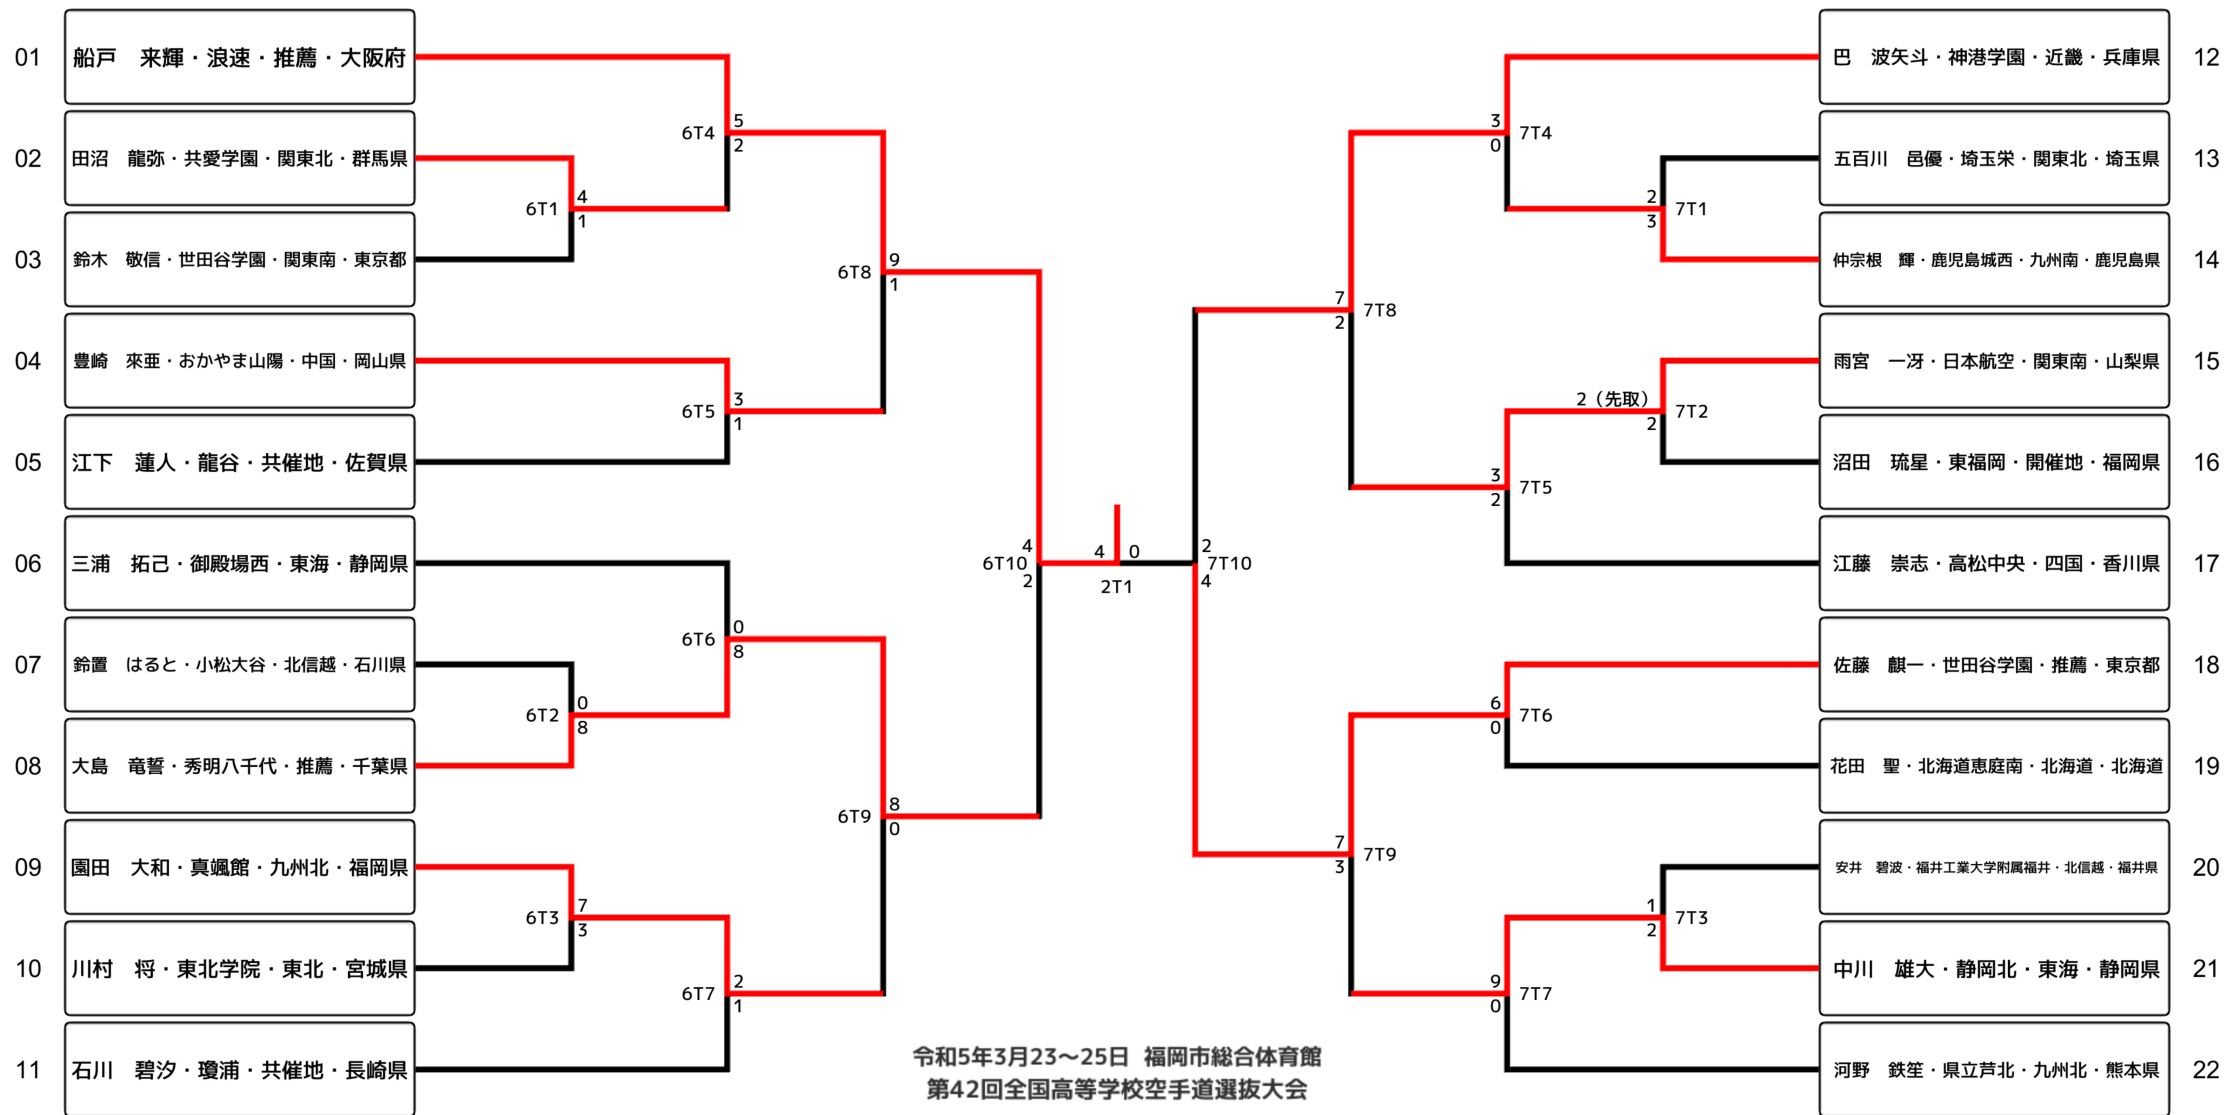 01 船戸　来輝・浪速・推薦・大阪府
02 田沼　龍弥・共愛学園・関東北・群馬県
03 鈴木　敬信・世田谷学園・関東南・東京都
04 豊崎　來亜・おかやま山陽・中国・岡山県
05 江下　蓮人・龍谷・共催地・佐賀県
06 三浦　拓己・御殿場西・東海・静岡県
07 鈴置　はると・小松大谷・北信越・石川県
08 大島　竜誓・秀明八千代・推薦・千葉県
09 園田　大和・真颯館・九州北・福岡県
10 川村　将・東北学院・東北・宮城県
11 石川　碧汐・瓊浦・共催地・長崎県
6T1 4 1
6T2 0 8
6T3 7 3
6T4 5 2
6T5 3 1
6T6 0 8
6T7 2 1
6T8 9 1
6T9 8 0
6T10 4 2
4 0
2T1
2 4 7T10
7 2 7T8
7 3 7T9
3 0 7T4
3 2 7T5
6 0 7T6
9 0 7T7
2 3 7T1
2（先取） 2 7T2
1 2 7T3
巴　波矢斗・神港学園・近畿・兵庫県 12
五百川　邑優・埼玉栄・関東北・埼玉県 13
仲宗根　輝・鹿児島城西・九州南・鹿児島県 14
雨宮　一冴・日本航空・関東南・山梨県 15
沼田　琉星・東福岡・開催地・福岡県 16
江藤　崇志・高松中央・四国・香川県 17
佐藤　麒一・世田谷学園・推薦・東京都 18
花田　聖・北海道恵庭南・北海道・北海道 19
安井　碧波・福井工業大学附属福井・北信越・福井県 20
中川　雄大・静岡北・東海・静岡県 21
河野　鉄笙・県立芦北・九州北・熊本県 22
令和5年3月23〜25日 福岡市総合体育館
第42回全国高等学校空手道選抜大会